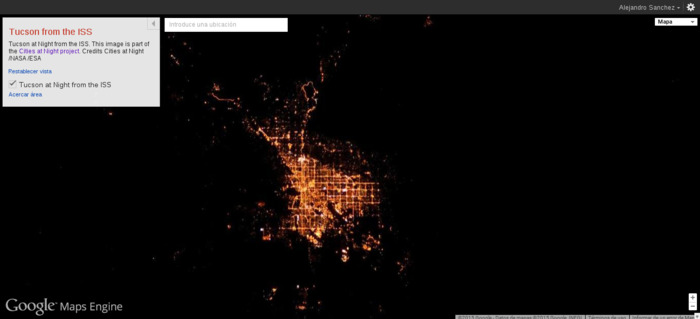 Alejandro Sanchez
Tucson from the ISS
Tucson at Night from the ISS. This image is part of
the Cities at Night project. Credits Cities at Night
/NASA /ESA
Restablecer vista
Tucson at Night from the ISS
Acercar área
Introduce una ubicación
Mapa
Google Maps Engine